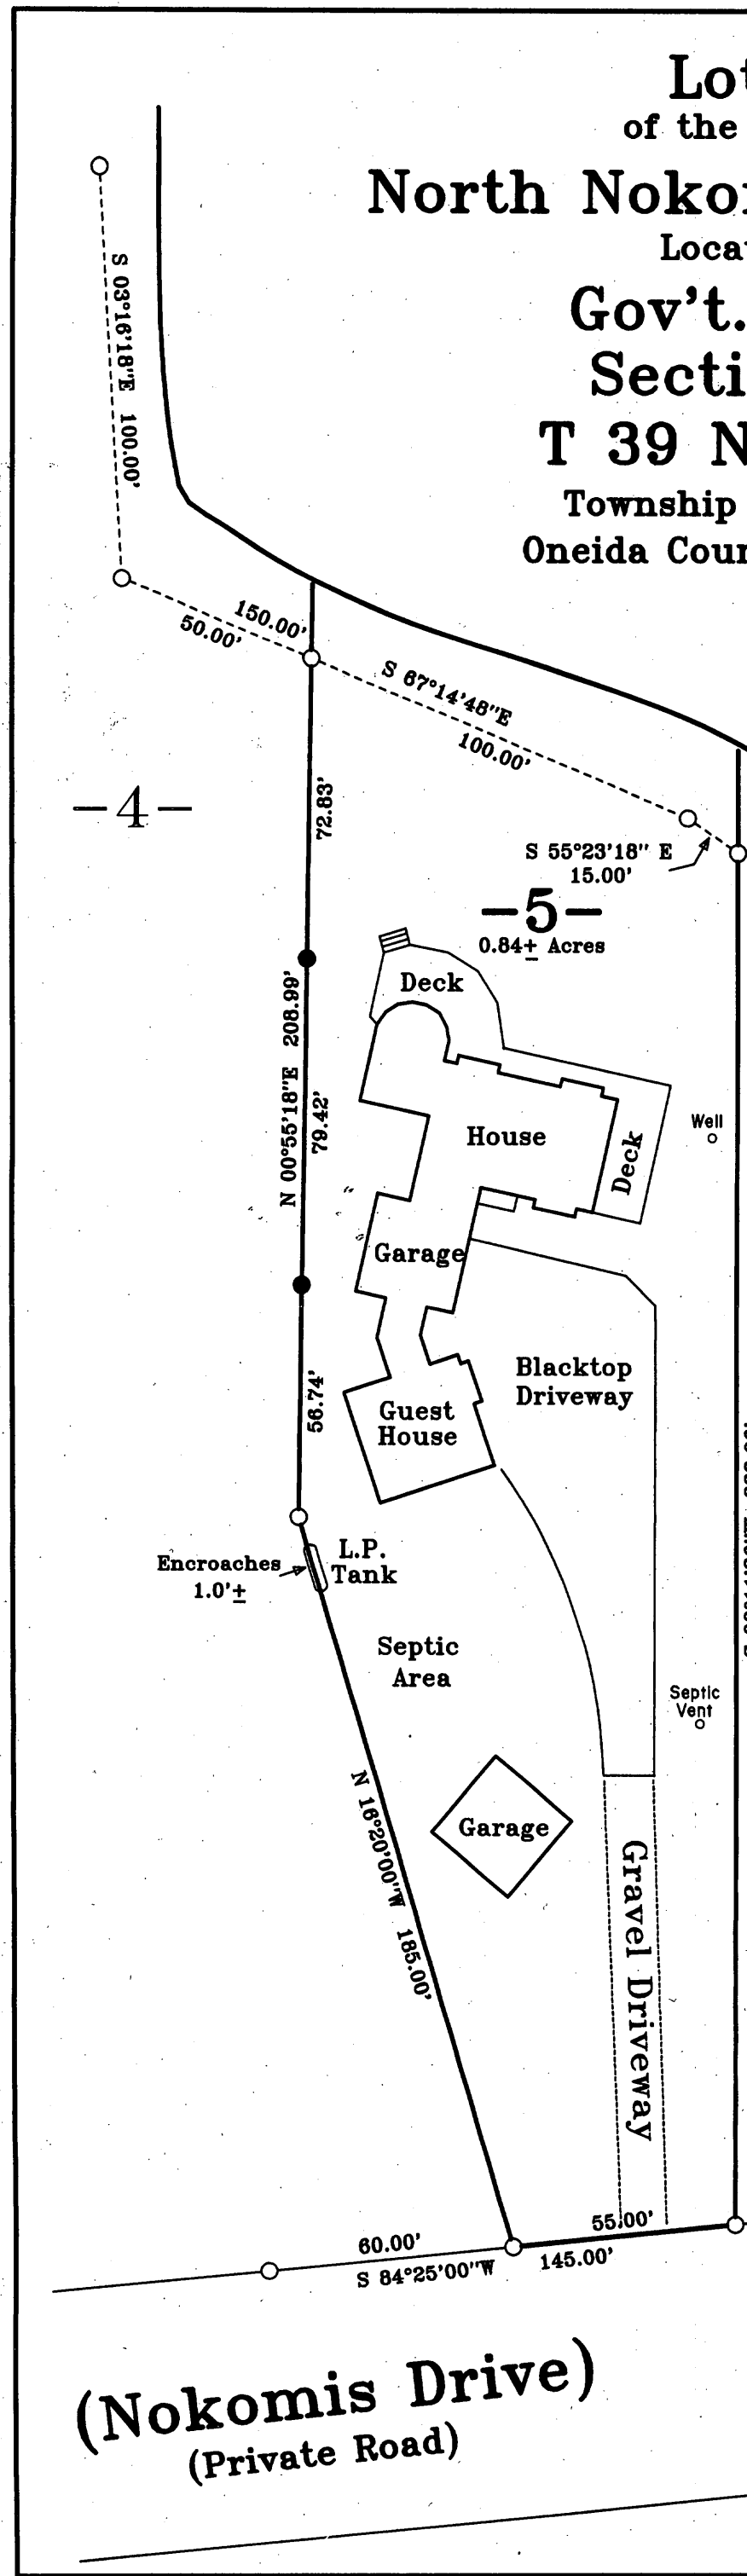 Lot
of the
North Noko
Loca
Gov't.
Secti
T 39 N
Township
Oneida Coun
S 03°16'18"E 100.00'
150.00'
50.00'
S 67°14'48"E
100.00'
-4-
72.83'
S 55°23'18" E
15.00'
-5-
0.84± Acres
Deck
N 00°55'18"E 208.99'
79.42'
House
Deck
Well
Garage
Blacktop
Driveway
56.74'
Guest
House
L.P.
Tank
Encroaches
1.0'±
Septic
Area
Septic
Vent
N 16°20'00"W 185.00'
Garage
Gravel Driveway
55.00'
60.00'
S 84°25'00"W 145.00'
(Nokomis Drive)
(Private Road)